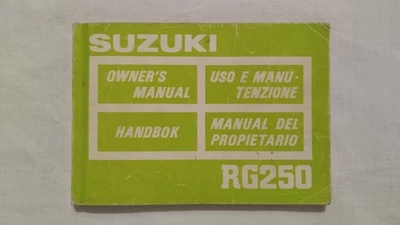 SUZUKI
OWNER'S
MANUAL
USO E MANU-
TENZIONE
HANDBOK
MANUAL DEL
PROPIETARIO
RG250